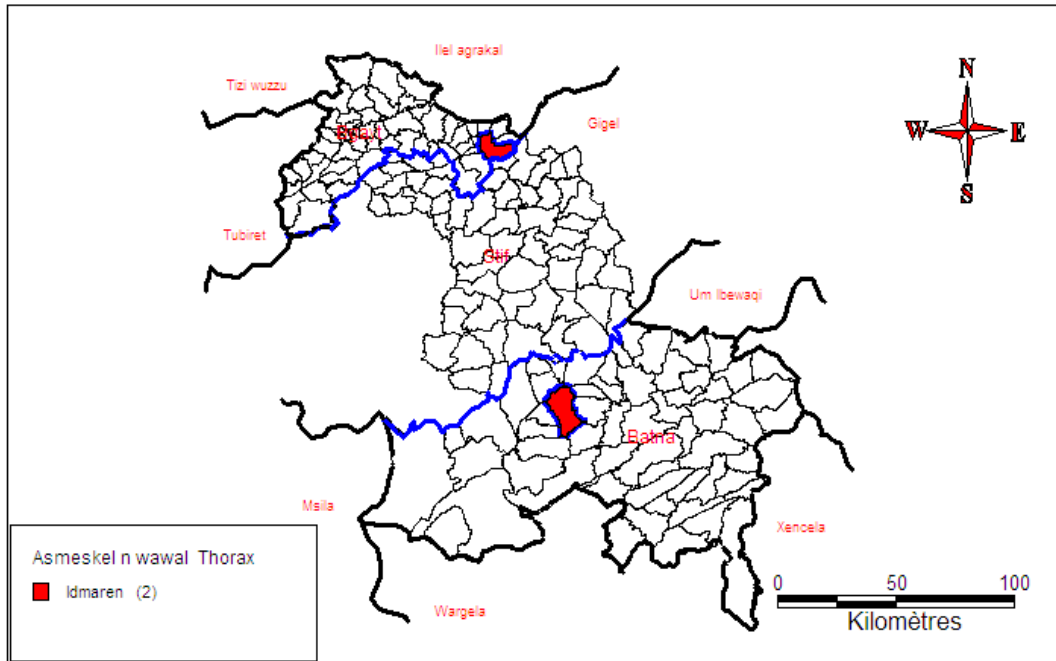 Ilel agrakal
Tizi wuzzu
Gigel
N
W
E
S
Tubiret
Stif
Um lbewaqi
Batna
Msila
Xencela
Wargela
Asmeskel n wawal Thorax
Idmaren (2)
0 50 100
Kilomètres